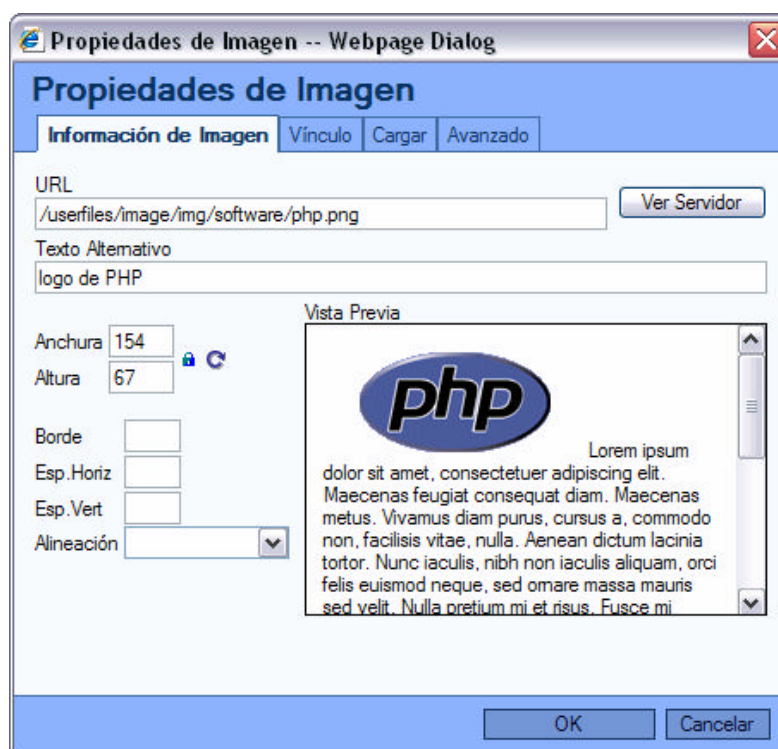 Propiedades de Imagen -- Webpage Dialog
Propiedades de Imagen
Información de Imagen Vínculo Cargar Avanzado
URL
/userfiles/image/img/software/php.png
Ver Servidor
Texto Alternativo
logo de PHP
Anchura 154
Altura 67
Borde
Esp.Horiz
Esp.Vert
Alineación
Vista Previa
php
Lorem ipsum
dolor sit amet, consectetuer adipiscing elit.
Maecenas feugiat consequat diam. Maecenas
metus. Vivamus diam purus, cursus a, commodo
non, facilisis vitae, nulla. Aenean dictum lacinia
tortor. Nunc iaculis, nibh non iaculis aliquam, orci
felis euismod neque, sed ornare massa mauris
sed velit. Nulla pretium mi et risus. Fusce mi
OK Cancelar